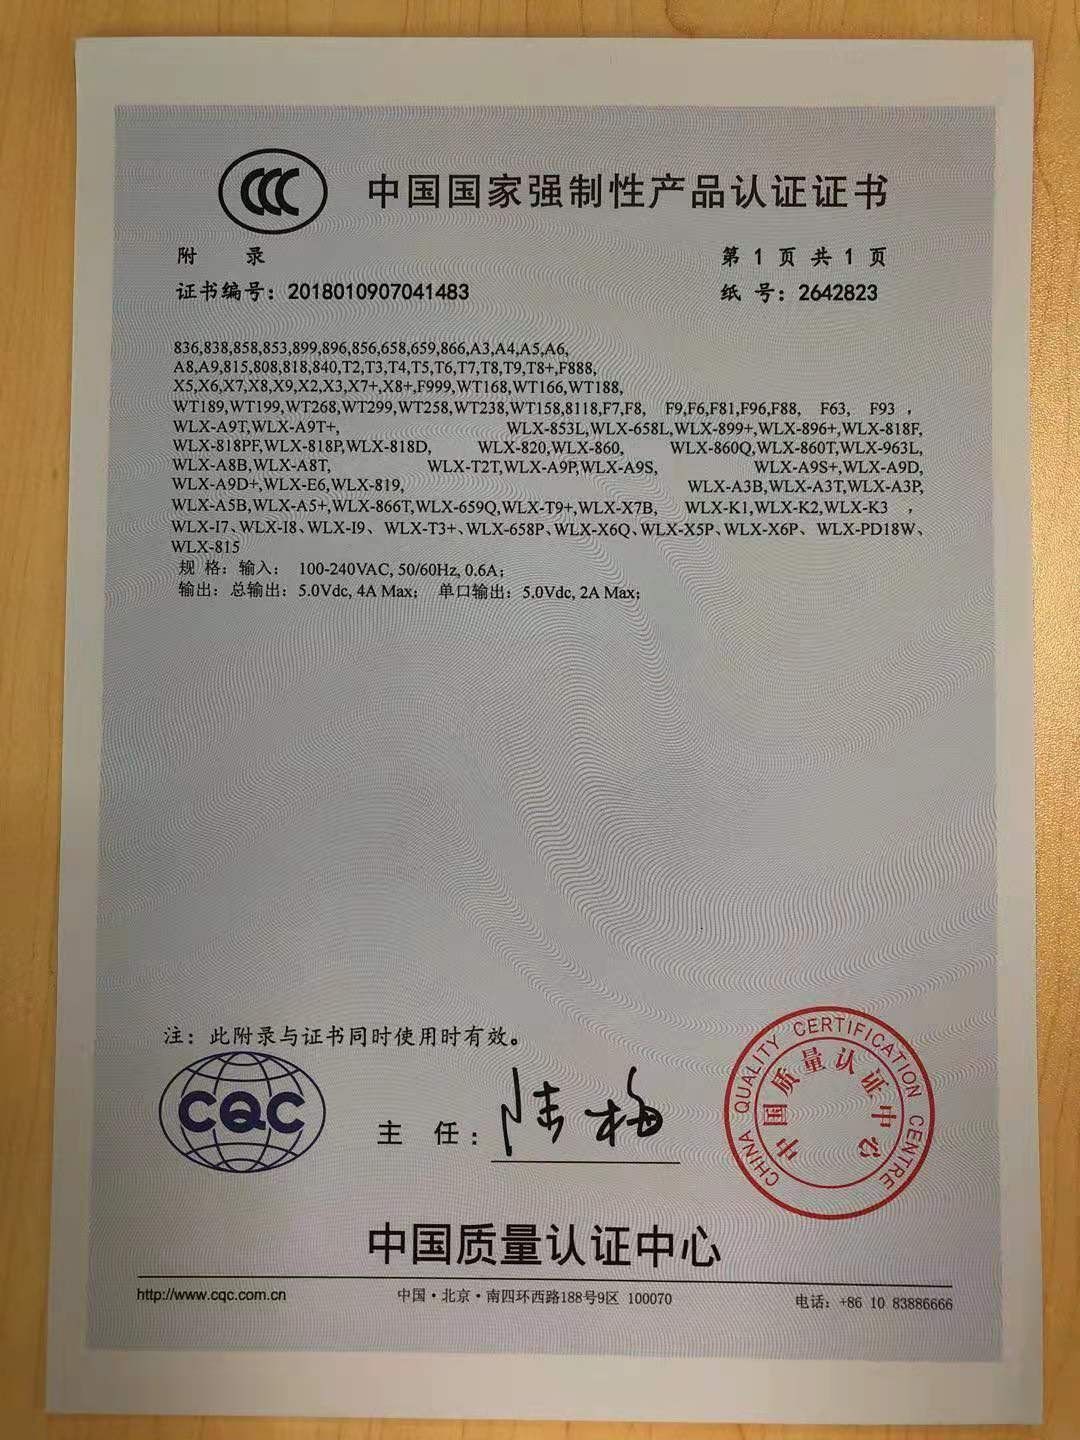 CCC 中国国家强制性产品认证证书
附 录 第 1 页 共 1 页
证书编号：2018010907041483 纸 号：2642823
836,838,858,853,899,896,856,658,659,866,A3,A4,A5,A6,
A8,A9,815,808,818,840,T2,T3,T4,T5,T6,T7,T8,T9,T8+,F888,
X5,X6,X7,X8,X9,X2,X3,X7+,X8+,F999,WT168,WT166,WT188,
WT189,WT199,WT268,WT299,WT258,WT238,WT158,8118,F7,F8, F9,F6,F81,F96,F88, F63, F93，
WLX-A9T,WLX-A9T+, WLX-853L,WLX-658L,WLX-899+,WLX-896+,WLX-818F,
WLX-818PF,WLX-818P,WLX-818D, WLX-820,WLX-860, WLX-860Q,WLX-860T,WLX-963L,
WLX-A8B,WLX-A8T, WLX-T2T,WLX-A9P,WLX-A9S, WLX-A9S+,WLX-A9D,
WLX-A9D+,WLX-E6,WLX-819, WLX-A3B,WLX-A3T,WLX-A3P,
WLX-A5B,WLX-A5+,WLX-866T,WLX-659Q,WLX-T9+,WLX-X7B, WLX-K1,WLX-K2,WLX-K3，
WLX-I7、WLX-I8、WLX-I9、 WLX-T3+、WLX-658P、WLX-X6Q、WLX-X5P、WLX-X6P、 WLX-PD18W、
WLX-815
规 格：输入： 100-240VAC, 50/60Hz, 0.6A；
输出：总输出：5.0Vdc, 4A Max； 单口输出：5.0Vdc, 2A Max；
注：此附录与证书同时使用时有效。
CQC
主 任：陆梅
CHINA QUALITY CERTIFICATION CENTRE
中国质量认证中心
中国质量认证中心
http://www.cqc.com.cn 中国·北京·南四环西路188号9区 100070 电话：+86 10 83886666